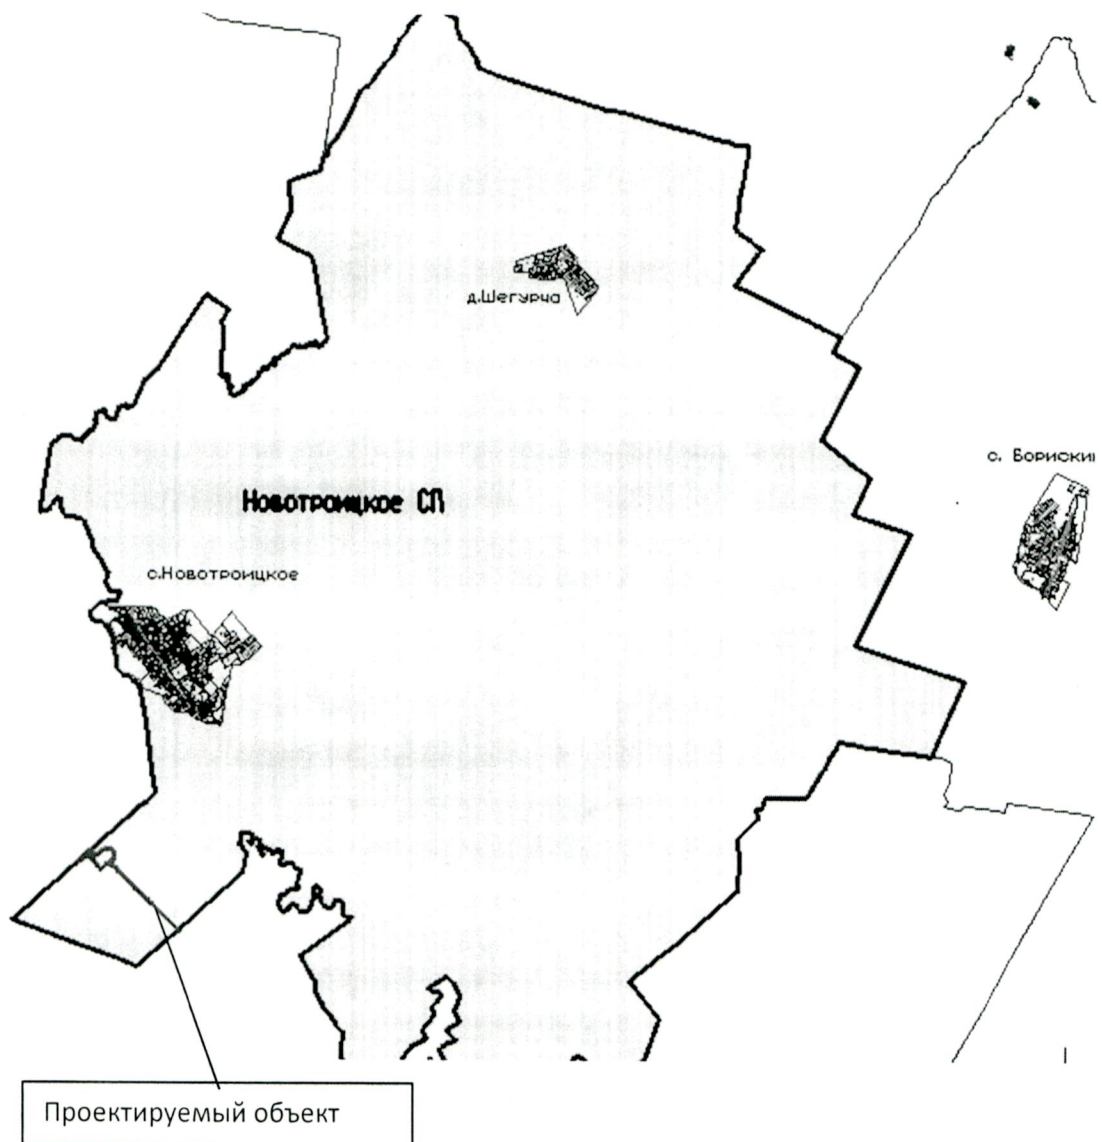 д.Шегурча
с. Борискин
Новотроицкое СП
с.Новотроицкое
Проектируемый объект